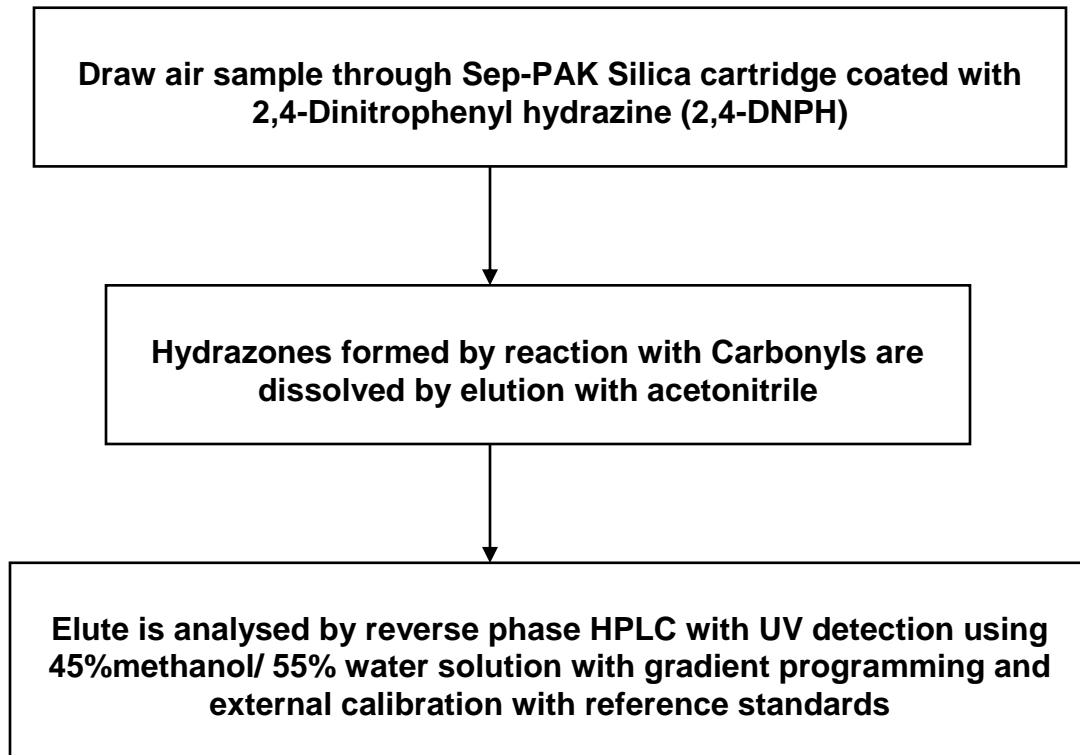 Draw air sample through Sep-PAK Silica cartridge coated with
2,4-Dinitrophenyl hydrazine (2,4-DNPH)
Hydrazones formed by reaction with Carbonyls are
dissolved by elution with acetonitrile
Elute is analysed by reverse phase HPLC with UV detection using
45%methanol/ 55% water solution with gradient programming and
external calibration with reference standards